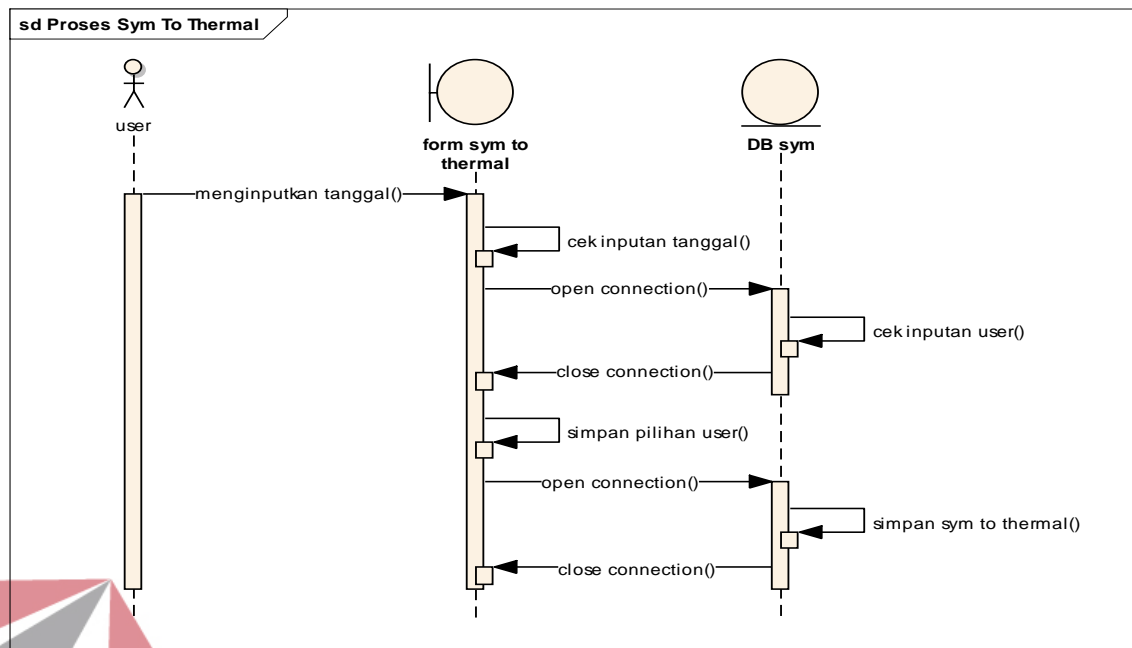 sd Proses Sym To Thermal
user
form sym to
thermal
DB sym
menginputkan tanggal()
cek inputan tanggal()
open connection()
cek inputan user()
close connection()
simpan pilihan user()
open connection()
simpan sym to thermal()
close connection()